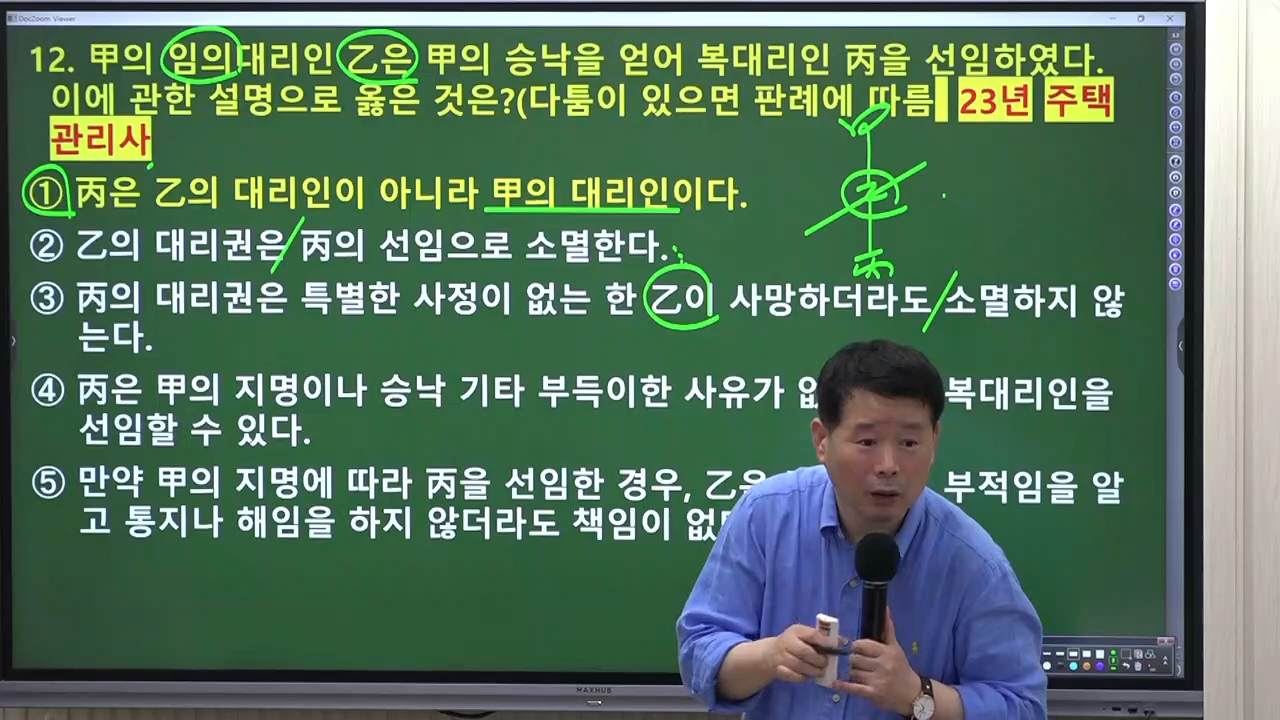 DocZoom Viewer
12. 甲의 임의대리인 乙은 甲의 승낙을 얻어 복대리인 丙을 선임하였다.
이에 관한 설명으로 옳은 것은?(다툼이 있으면 판례에 따름 23년 주택
관리사
① 丙은 乙의 대리인이 아니라 甲의 대리인이다.
② 乙의 대리권은 丙의 선임으로 소멸한다.
③ 丙의 대리권은 특별한 사정이 없는 한 乙이 사망하더라도 소멸하지 않
는다.
④ 丙은 甲의 지명이나 승낙 기타 부득이한 사유가 복대리인을
선임할 수 있다.
⑤ 만약 甲의 지명에 따라 丙을 선임한 경우, 乙은 부적임을 알
고 통지나 해임을 하지 않더라도 책임이
丙
MAXHUB